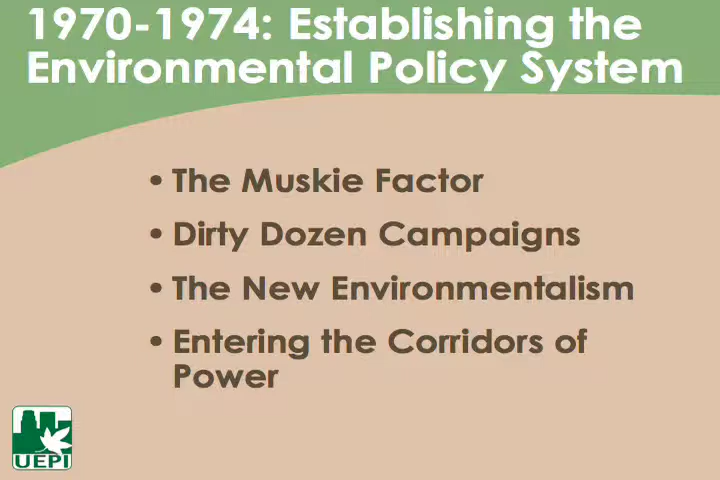 1970-1974: Establishing the
Environmental Policy System
• The Muskie Factor
• Dirty Dozen Campaigns
• The New Environmentalism
• Entering the Corridors of
Power
UEPI